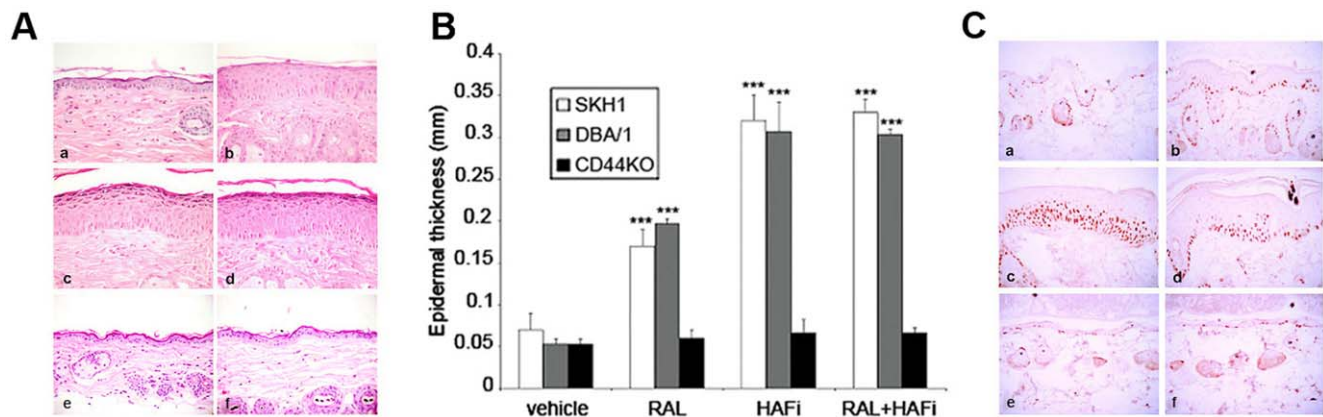 A
B
C
a
b
c
d
e
f
Epidermal thickness (mm)
0.4
0.35
0.3
0.25
0.2
0.15
0.1
0.05
0
SKH1
DBA/1
CD44KO
*** ***
*** ***
***
***
vehicle
RAL
HAFi
RAL+HAFi
a
b
c
d
e
f